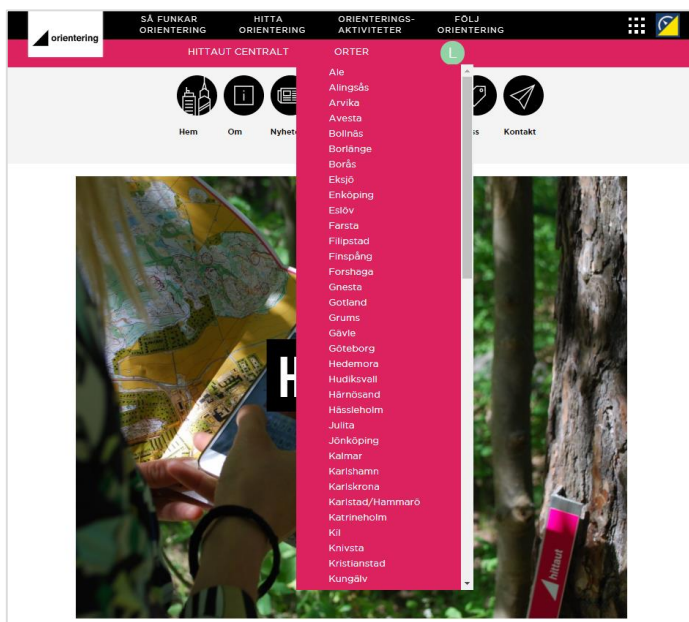 orientering
SÅ FUNKAR
ORIENTERING
HITTA
ORIENTERING
ORIENTERINGS-
AKTIVITETER
FÖLJ
ORIENTERING
HITTAUT CENTRALT
ORTER
L
Hem
Om
Kontakt
Ale
Alingsås
Arvika
Avesta
Bollnäs
Borlänge
Borås
Eksjö
Enköping
Eslöv
Farsta
Filipstad
Finspång
Forshaga
Gnesta
Gotland
Grums
Gävle
Göteborg
Hedemora
Hudiksvall
Härnösand
Hässleholm
Julita
Jönköping
Kalmar
Karlshamn
Karlskrona
Karlstad/Hammarö
Katrineholm
Kil
Knivsta
Kristianstad
Kungälv
H
hittaut